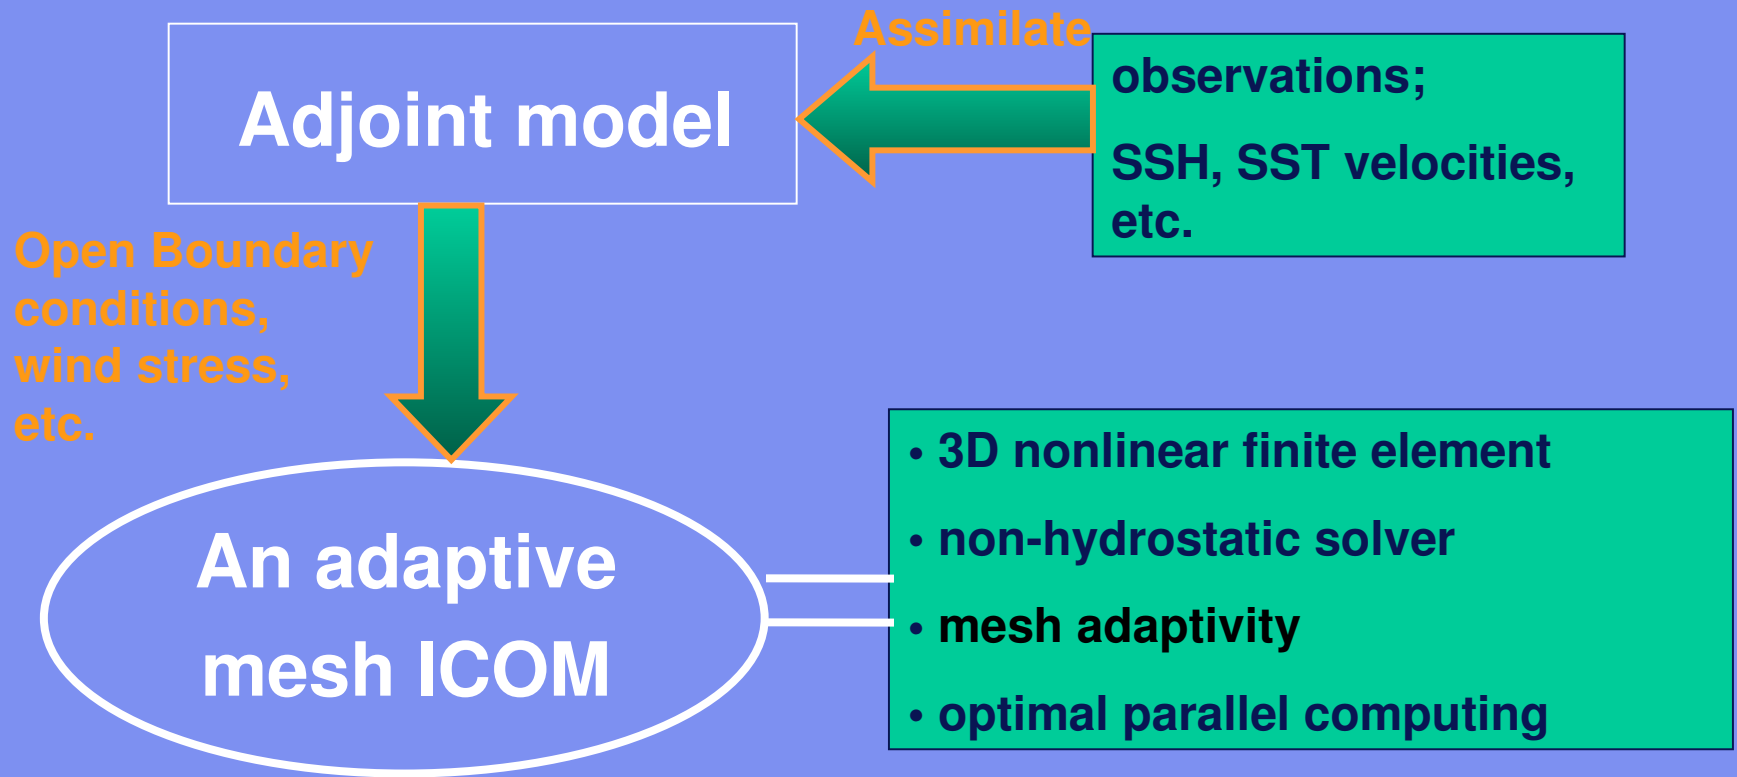 Assimilate
Adjoint model
observations;
SSH, SST velocities,
etc.
Open Boundary
conditions,
wind stress,
etc.
An adaptive
mesh ICOM
• 3D nonlinear finite element
• non-hydrostatic solver
• mesh adaptivity
• optimal parallel computing